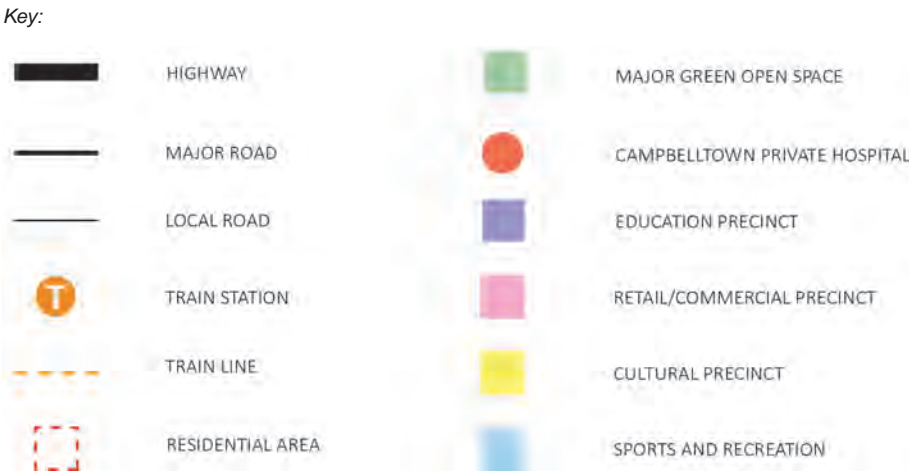 Key:
HIGHWAY
MAJOR ROAD
LOCAL ROAD
T
TRAIN STATION
TRAIN LINE
RESIDENTIAL AREA
MAJOR GREEN OPEN SPACE
CAMPBELLTOWN PRIVATE HOSPITAL
EDUCATION PRECINCT
RETAIL/COMMERCIAL PRECINCT
CULTURAL PRECINCT
SPORTS AND RECREATION